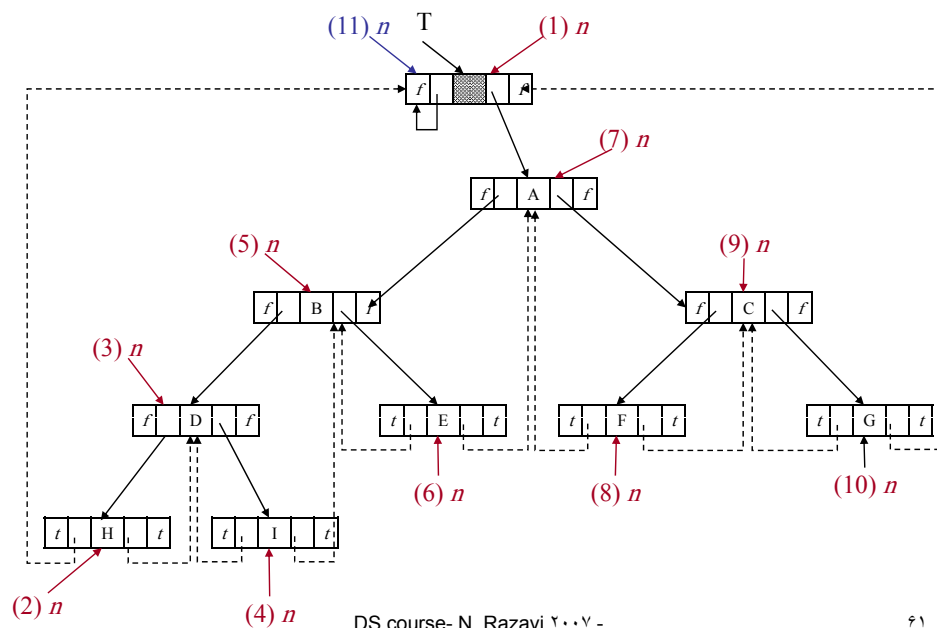 (11) n T (1) n
f f
(7) n
f A f
(5) n (9) n
f B f f C f
(3) n
f D f t E t t F t t G t
(6) n (8) n (10) n
t H t t I t
(2) n (4) n
DS course- N. Razavi ۲۰۰۷ - ۶۱